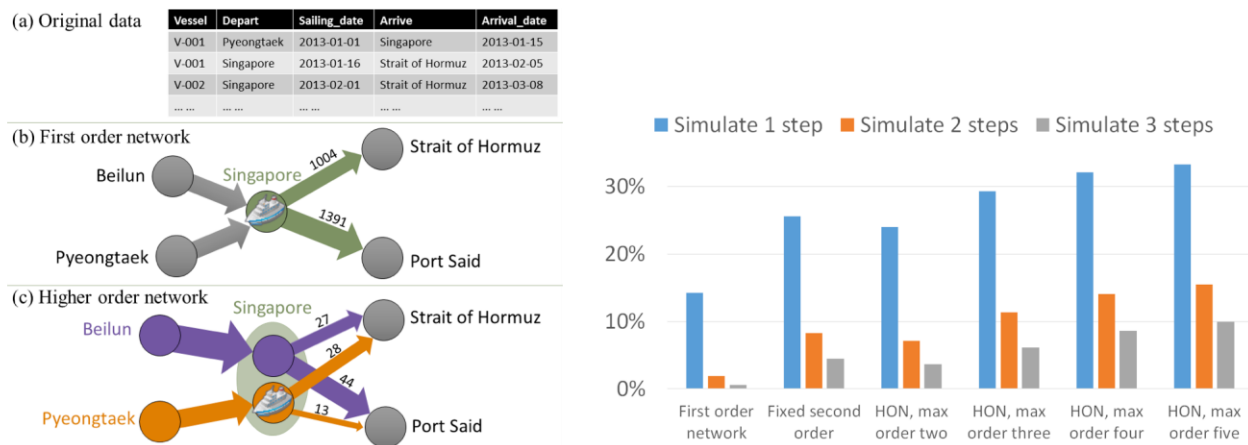 (a) Original data
Vessel Depart Sailing_date Arrive Arrival_date
V-001 Pyeongtaek 2013-01-01 Singapore 2013-01-15
V-001 Singapore 2013-01-16 Strait of Hormuz 2013-02-05
V-002 Singapore 2013-02-01 Strait of Hormuz 2013-03-08
... ... ... ... ... ... ... ... ... ...
(b) First order network
Beilun
Singapore
1004
Strait of Hormuz
1391
Pyeongtaek
Port Said
(c) Higher order network
Beilun
Singapore
27
Strait of Hormuz
28
44
Pyeongtaek
13
Port Said
Simulate 1 step Simulate 2 steps Simulate 3 steps
30%
20%
10%
0%
First order network
Fixed second order
HON, max order two
HON, max order three
HON, max order four
HON, max order five